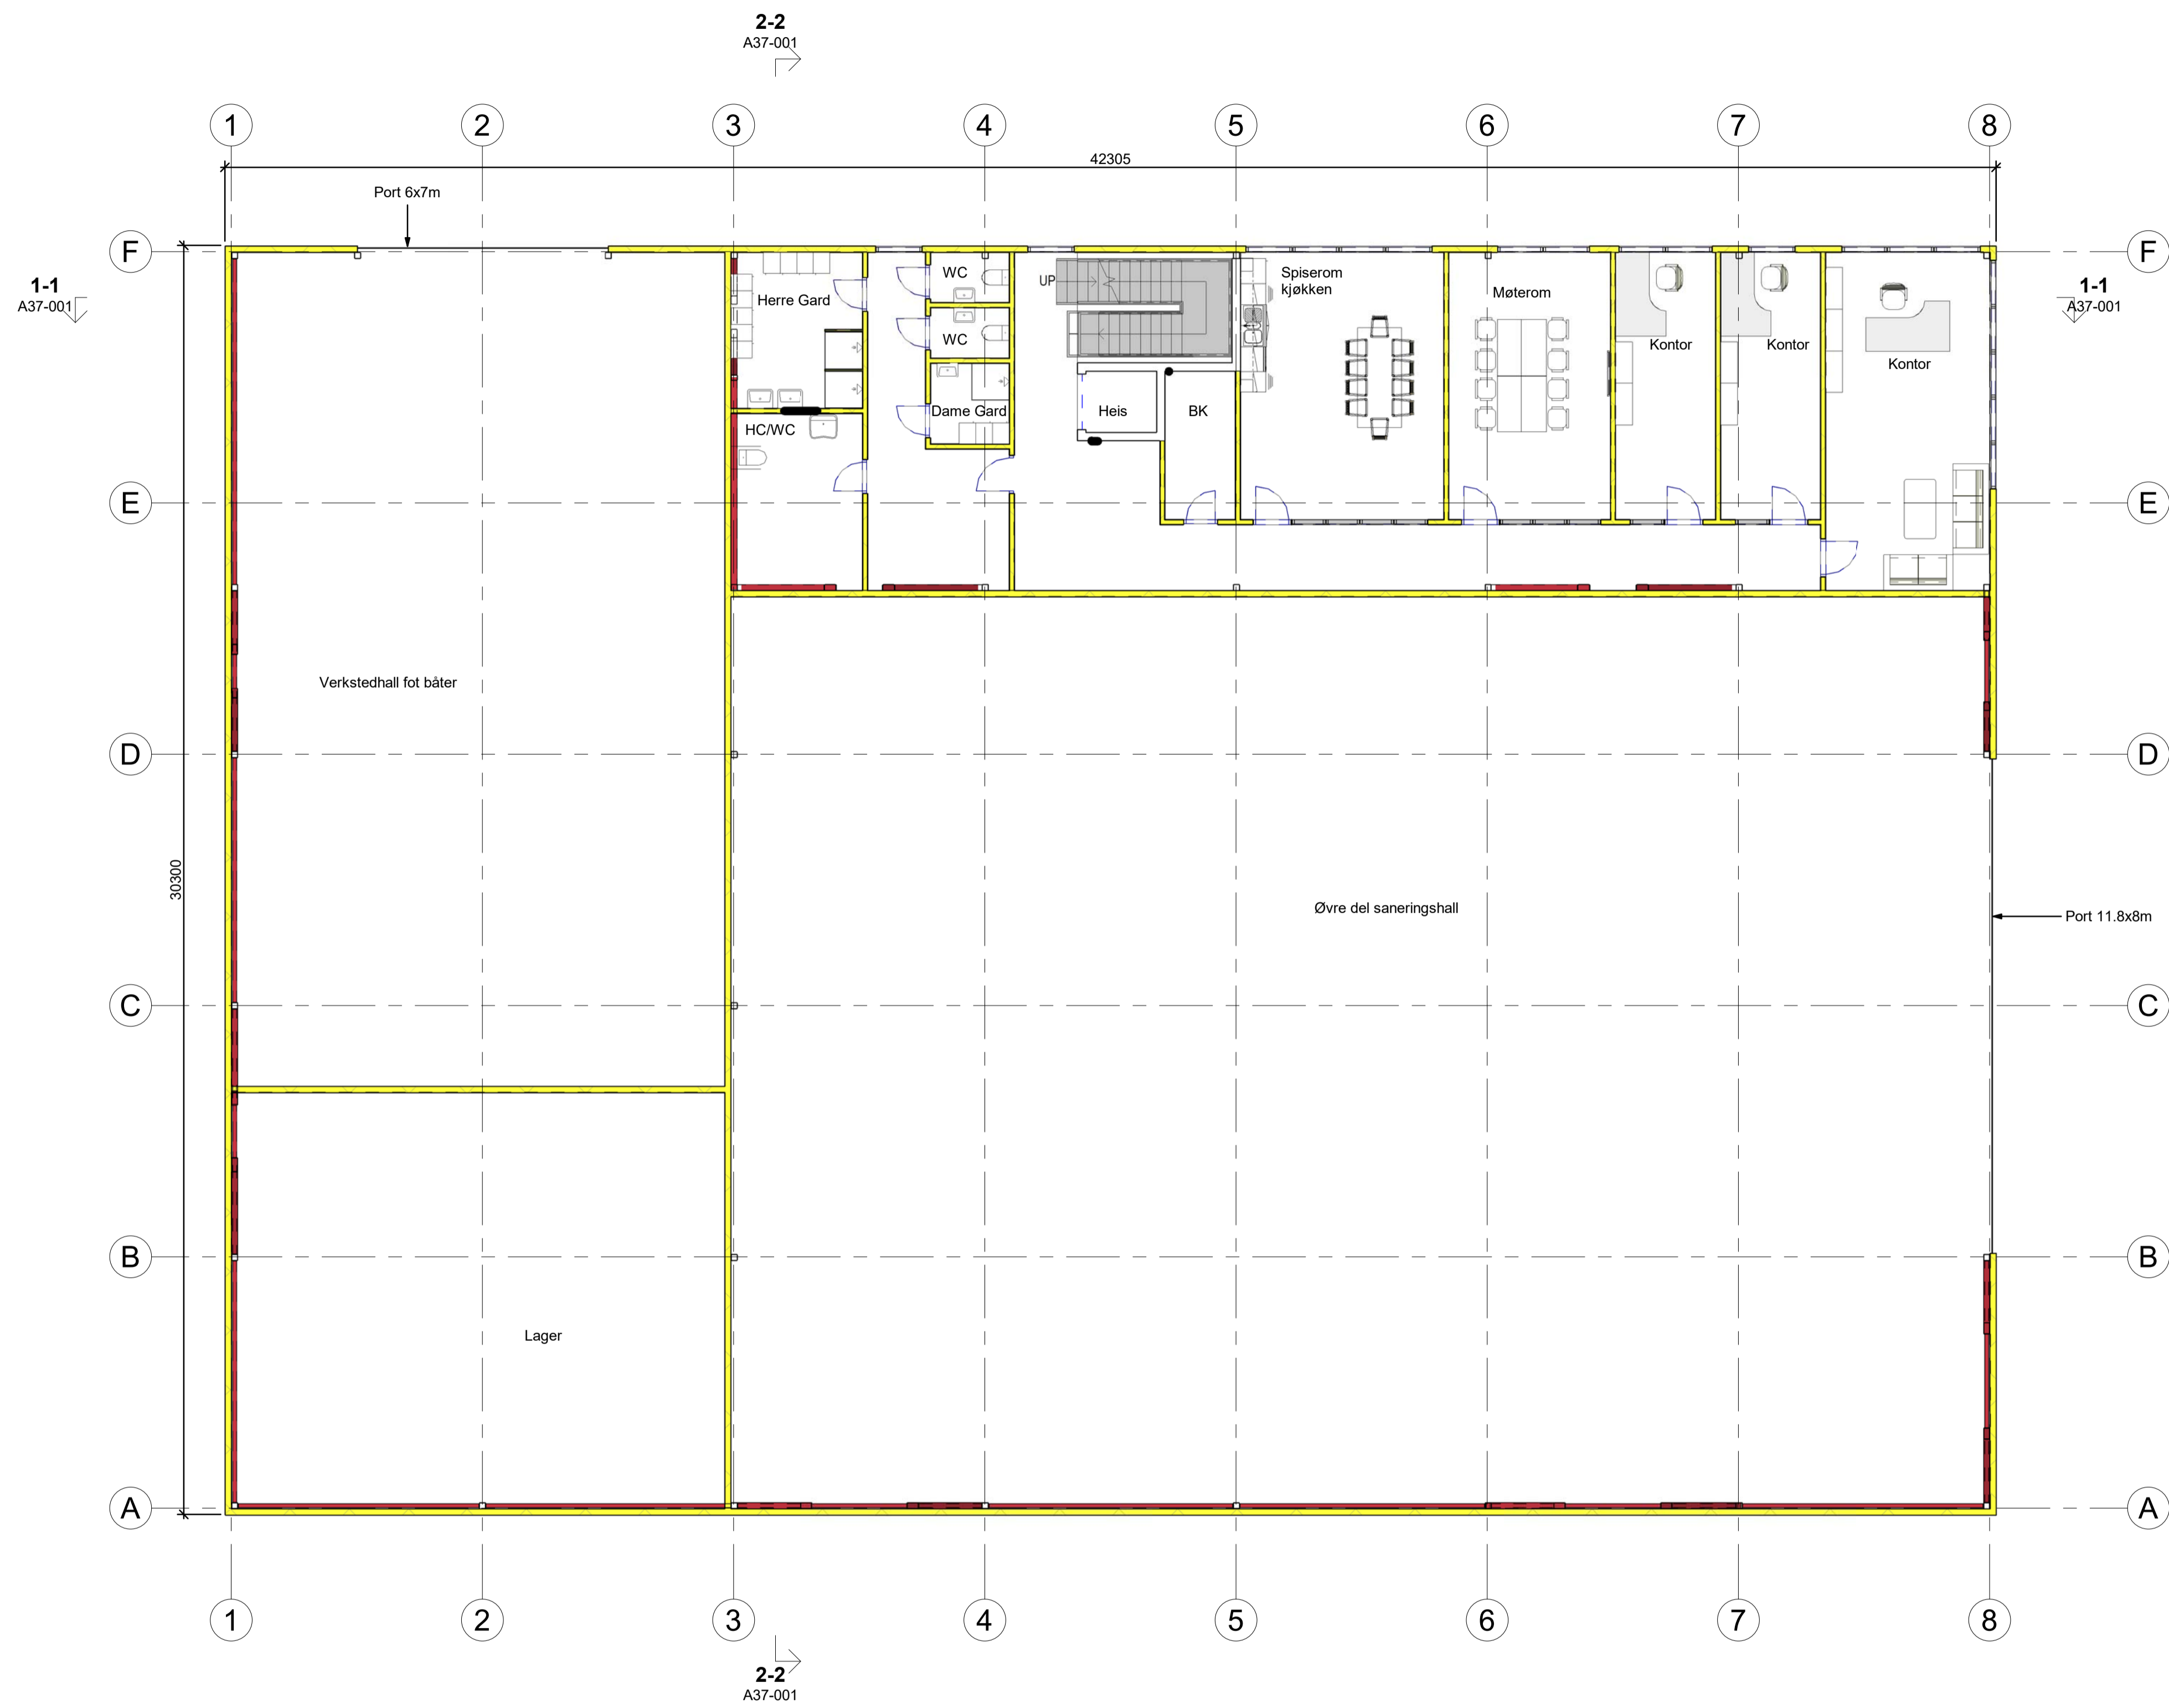 2-2
A37-001
1 2 3 4 5 6 7 8
42305
Port 6x7m
F F
1-1
A37-001
1-1
A37-001
WC
UP
Spiserom
kjøkken
Herre Gard
Møterom
WC
Kontor
Kontor
Kontor
Dame Gard
Heis
BK
HC/WC
E E
Verkstedhall fot båter
D D
30300
Øvre del saneringshall
Port 11.8x8m
C C
B B
Lager
A A
1 2 3 4 5 6 7 8
2-2
A37-001